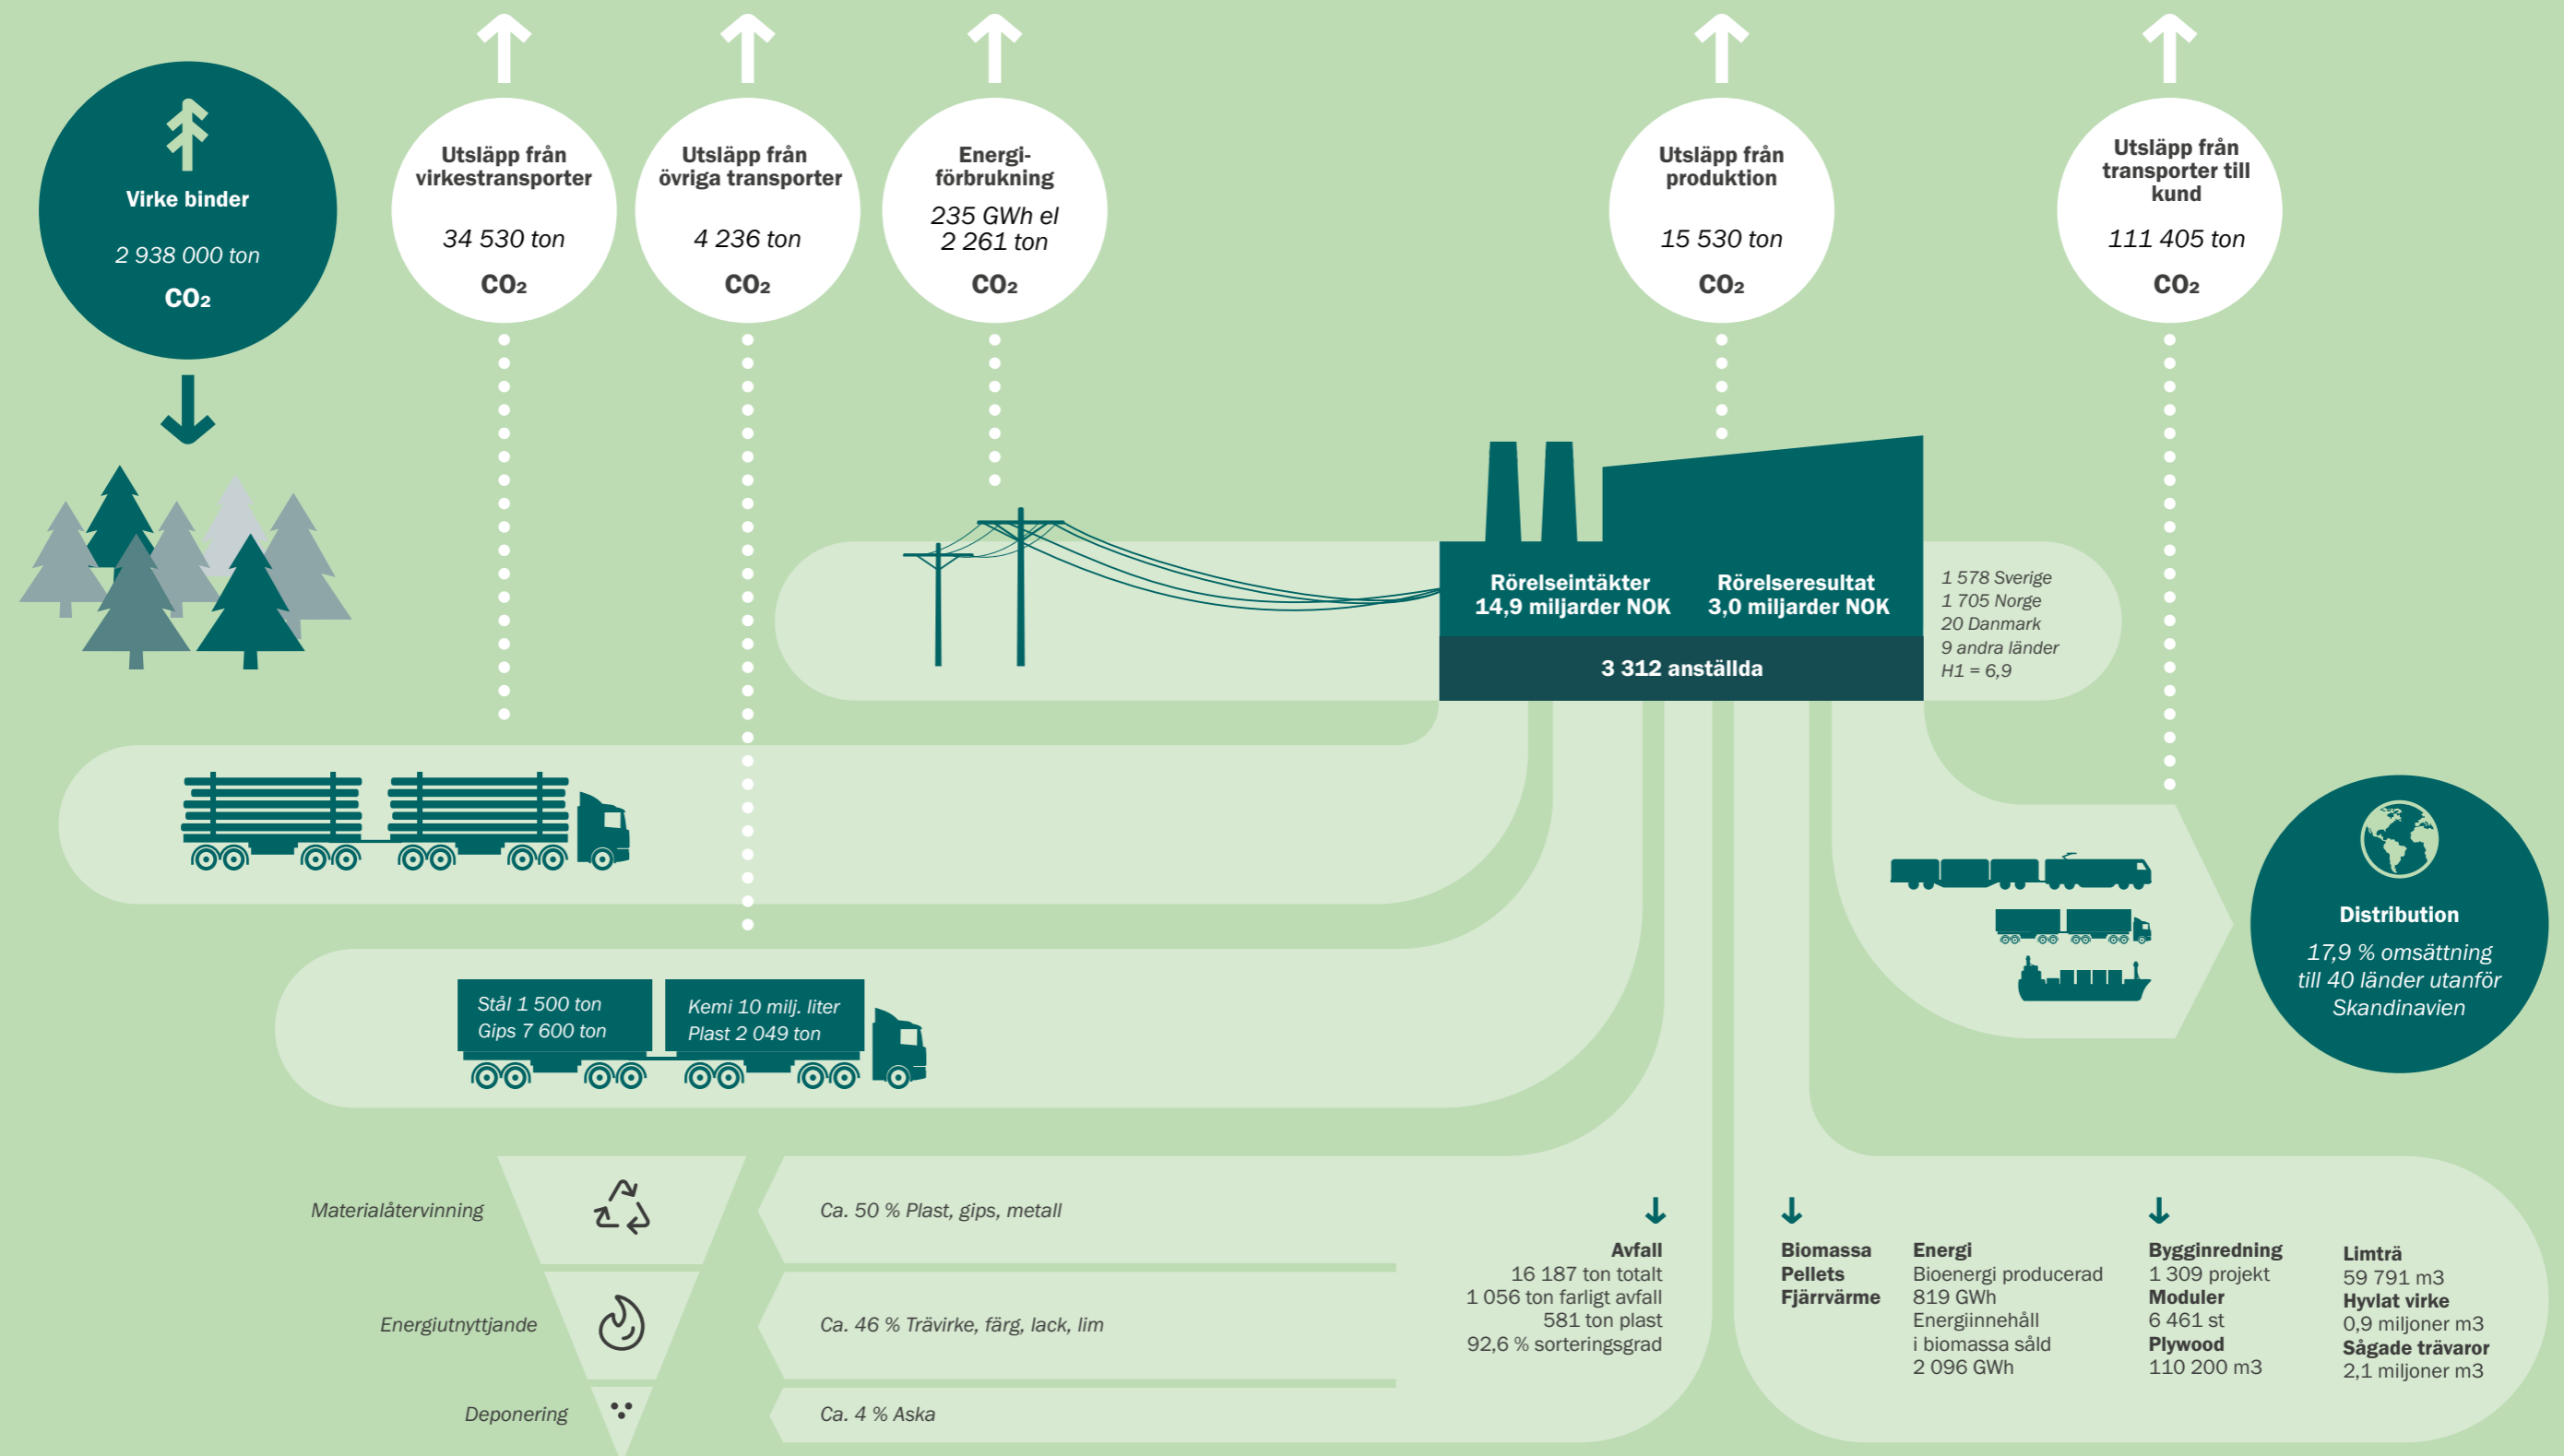 Virke binder
2 938 000 ton
CO₂
Utsläpp från
virkestransporter
34 530 ton
CO₂
Utsläpp från
övriga transporter
4 236 ton
CO₂
Energi-
förbrukning
235 GWh el
2 261 ton
CO₂
Utsläpp från
produktion
15 530 ton
CO₂
Utsläpp från
transporter till
kund
111 405 ton
CO₂
Rörelseintäkter
14,9 miljarder NOK
Rörelseresultat
3,0 miljarder NOK
3 312 anställda
1 578 Sverige
1 705 Norge
20 Danmark
9 andra länder
H1 = 6,9
Distribution
17,9 % omsättning
till 40 länder utanför
Skandinavien
Stål 1 500 ton
Gips 7 600 ton
Kemi 10 milj. liter
Plast 2 049 ton
Materialåtervinning
Ca. 50 % Plast, gips, metall
Energiutnyttjande
Ca. 46 % Trävirke, färg, lack, lim
Deponering
Ca. 4 % Aska
Avfall
16 187 ton totalt
1 056 ton farligt avfall
581 ton plast
92,6 % sorteringsgrad
Biomassa
Pellets
Fjärrvärme
Energi
Bioenergi producerad
819 GWh
Energiinnehåll
i biomassa såld
2 096 GWh
Bygginredning
1 309 projekt
Moduler
6 461 st
Plywood
110 200 m3
Limträ
59 791 m3
Hyvlat virke
0,9 miljoner m3
Sågade trävaror
2,1 miljoner m3